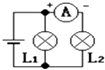 + A -
L₁ L₂